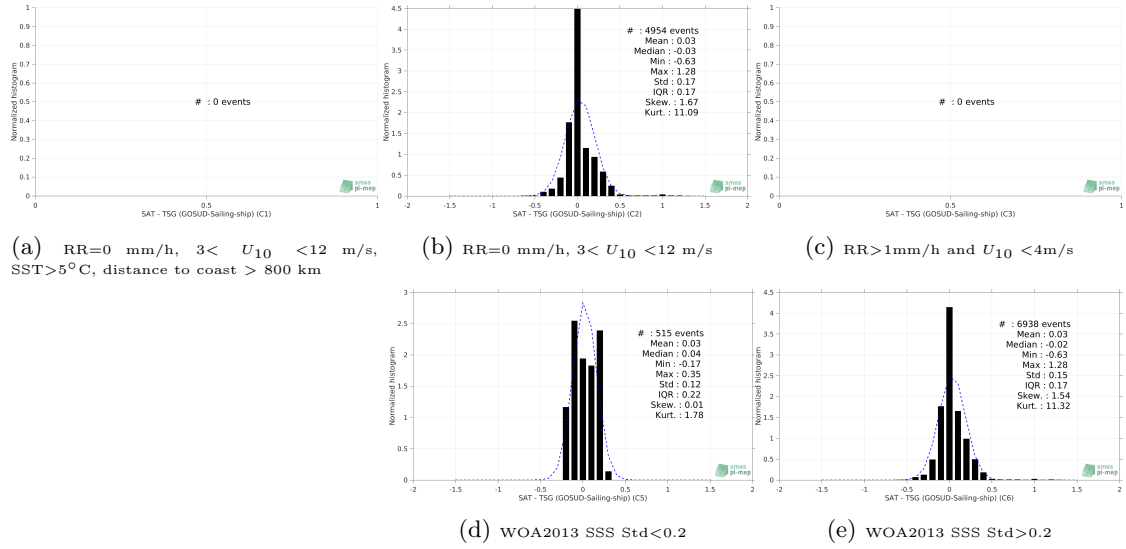 1
0.9
0.8
0.7
0.6
0.5
0.4
0.3
0.2
0.1
0
Normalized histogram
# : 0 events
smos
pi-mep
0 0.5 1
SAT - TSG (GOSUD-Sailing-ship) (C1)
(a) RR=0 mm/h, 3< U10 <12 m/s,
SST>5°C, distance to coast > 800 km
4.5
4
3.5
3
2.5
2
1.5
1
0.5
0
Normalized histogram
# : 4954 events
Mean : 0.03
Median : -0.03
Min : -0.63
Max : 1.28
Std : 0.17
IQR : 0.17
Skew. : 1.67
Kurt. : 11.09
smos
pi-mep
-2 -1.5 -1 -0.5 0 0.5 1 1.5 2
SAT - TSG (GOSUD-Sailing-ship) (C2)
(b) RR=0 mm/h, 3< U10 <12 m/s
1
0.9
0.8
0.7
0.6
0.5
0.4
0.3
0.2
0.1
0
Normalized histogram
# : 0 events
smos
pi-mep
0 0.5 1
SAT - TSG (GOSUD-Sailing-ship) (C3)
(c) RR>1mm/h and U10 <4m/s
3
2.5
2
1.5
1
0.5
0
Normalized histogram
# : 515 events
Mean : 0.03
Median : 0.04
Min : -0.17
Max : 0.35
Std : 0.12
IQR : 0.22
Skew. : 0.01
Kurt. : 1.78
smos
pi-mep
-2 -1.5 -1 -0.5 0 0.5 1 1.5 2
SAT - TSG (GOSUD-Sailing-ship) (C5)
(d) WOA2013 SSS Std<0.2
4.5
4
3.5
3
2.5
2
1.5
1
0.5
0
Normalized histogram
# : 6938 events
Mean : 0.03
Median : -0.02
Min : -0.63
Max : 1.28
Std : 0.15
IQR : 0.17
Skew. : 1.54
Kurt. : 11.32
smos
pi-mep
-2 -1.5 -1 -0.5 0 0.5 1 1.5 2
SAT - TSG (GOSUD-Sailing-ship) (C6)
(e) WOA2013 SSS Std>0.2